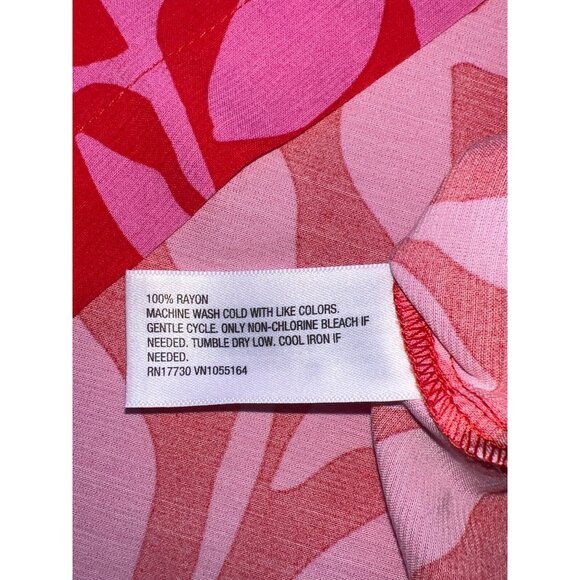 100% RAYON
MACHINE WASH COLD WITH LIKE COLORS.
GENTLE CYCLE. ONLY NON-CHLORINE BLEACH IF
NEEDED. TUMBLE DRY LOW. COOL IRON IF
NEEDED.
RN17730 VN1055164